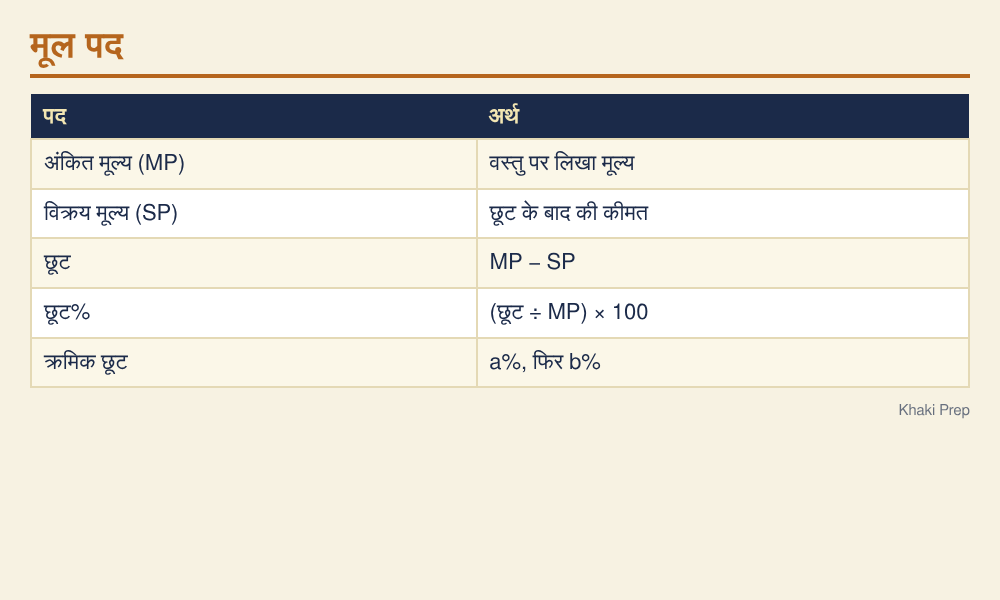 मूल पद
पद अर्थ
अंकित मूल्य (MP) वस्तु पर लिखा मूल्य
विक्रय मूल्य (SP) छूट के बाद की कीमत
छूट MP − SP
छूट% (छूट ÷ MP) × 100
क्रमिक छूट a%, फिर b%
Khaki Prep